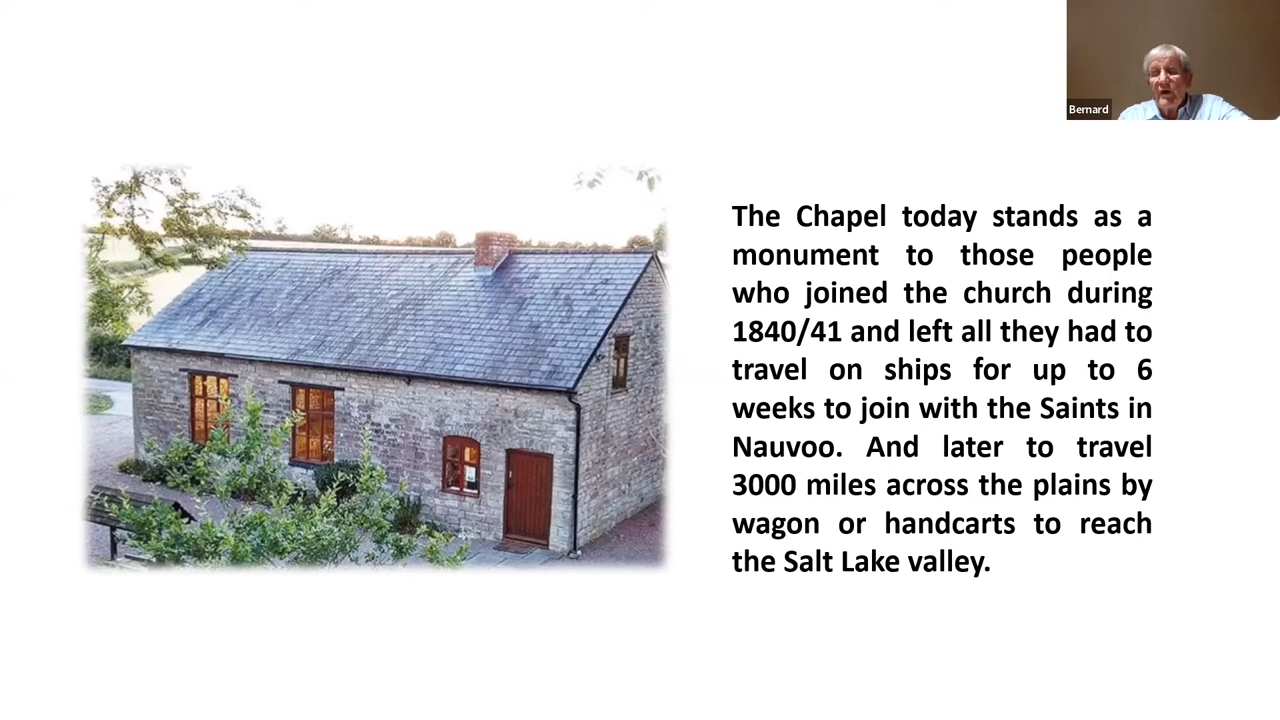 Bernard
The Chapel today stands as a
monument to those people
who joined the church during
1840/41 and left all they had to
travel on ships for up to 6
weeks to join with the Saints in
Nauvoo. And later to travel
3000 miles across the plains by
wagon or handcarts to reach
the Salt Lake valley.